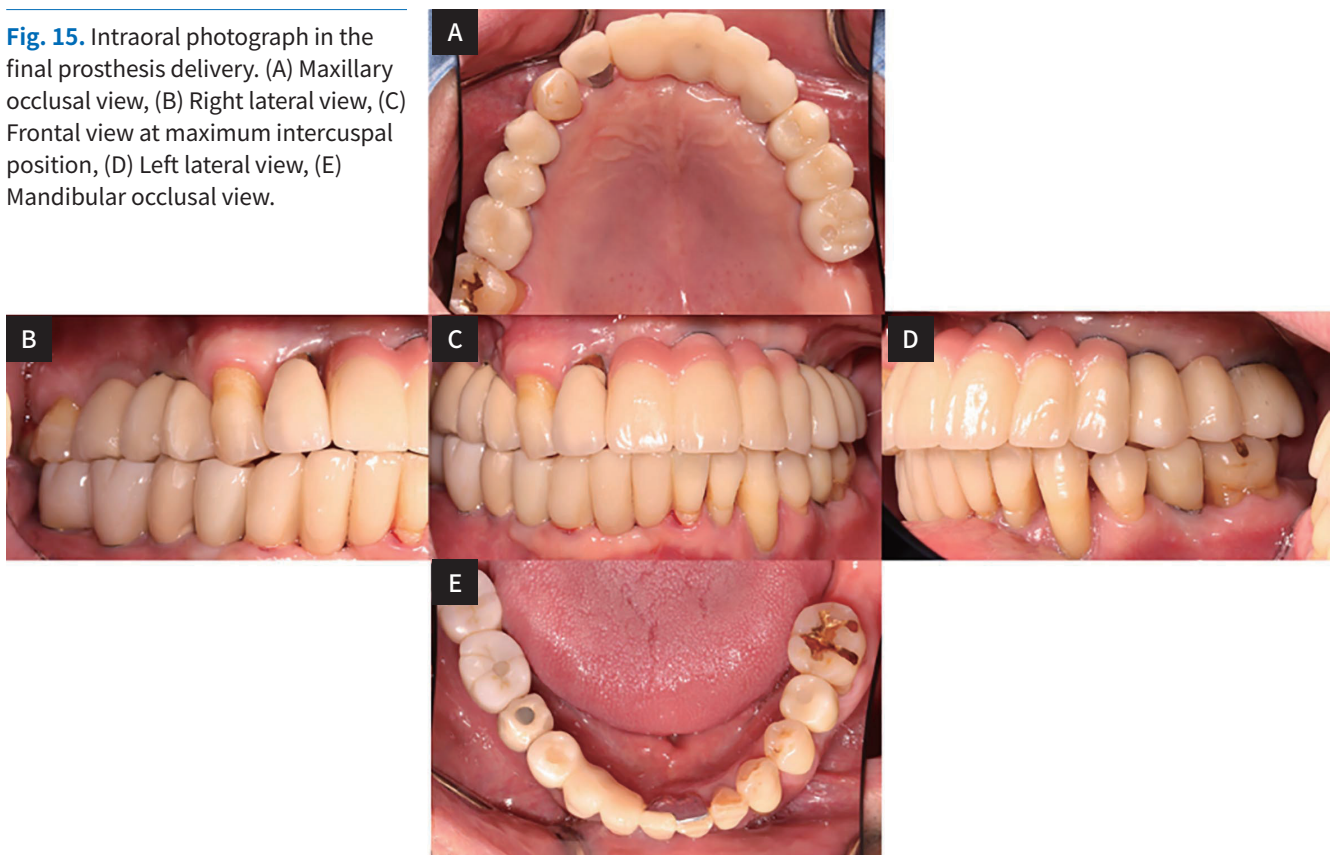 Fig. 15. Intraoral photograph in the
final prosthesis delivery. (A) Maxillary
occlusal view, (B) Right lateral view, (C)
Frontal view at maximum intercuspal
position, (D) Left lateral view, (E)
Mandibular occlusal view.
A
B
C
D
E